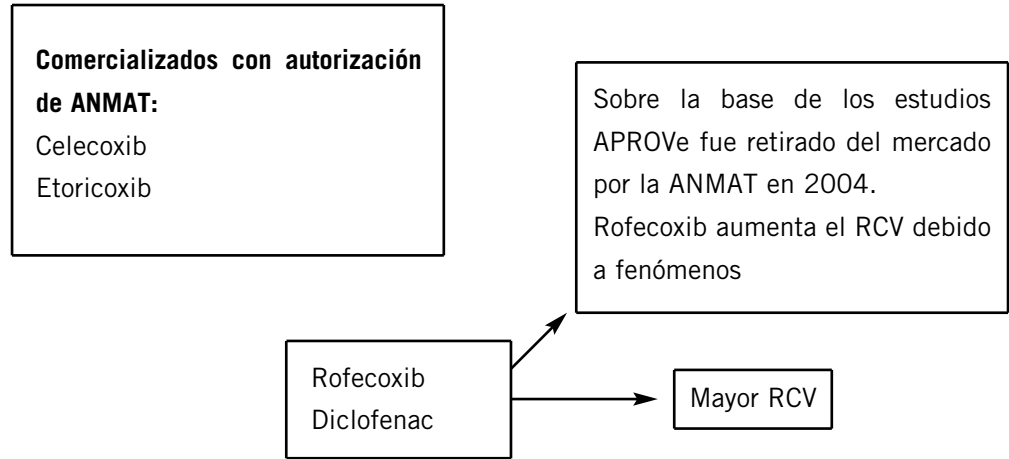 Comercializados con autorización
de ANMAT:
Celecoxib
Etoricoxib
Sobre la base de los estudios
APROVe fue retirado del mercado
por la ANMAT en 2004.
Rofecoxib aumenta el RCV debido
a fenómenos
Rofecoxib
Diclofenac
Mayor RCV